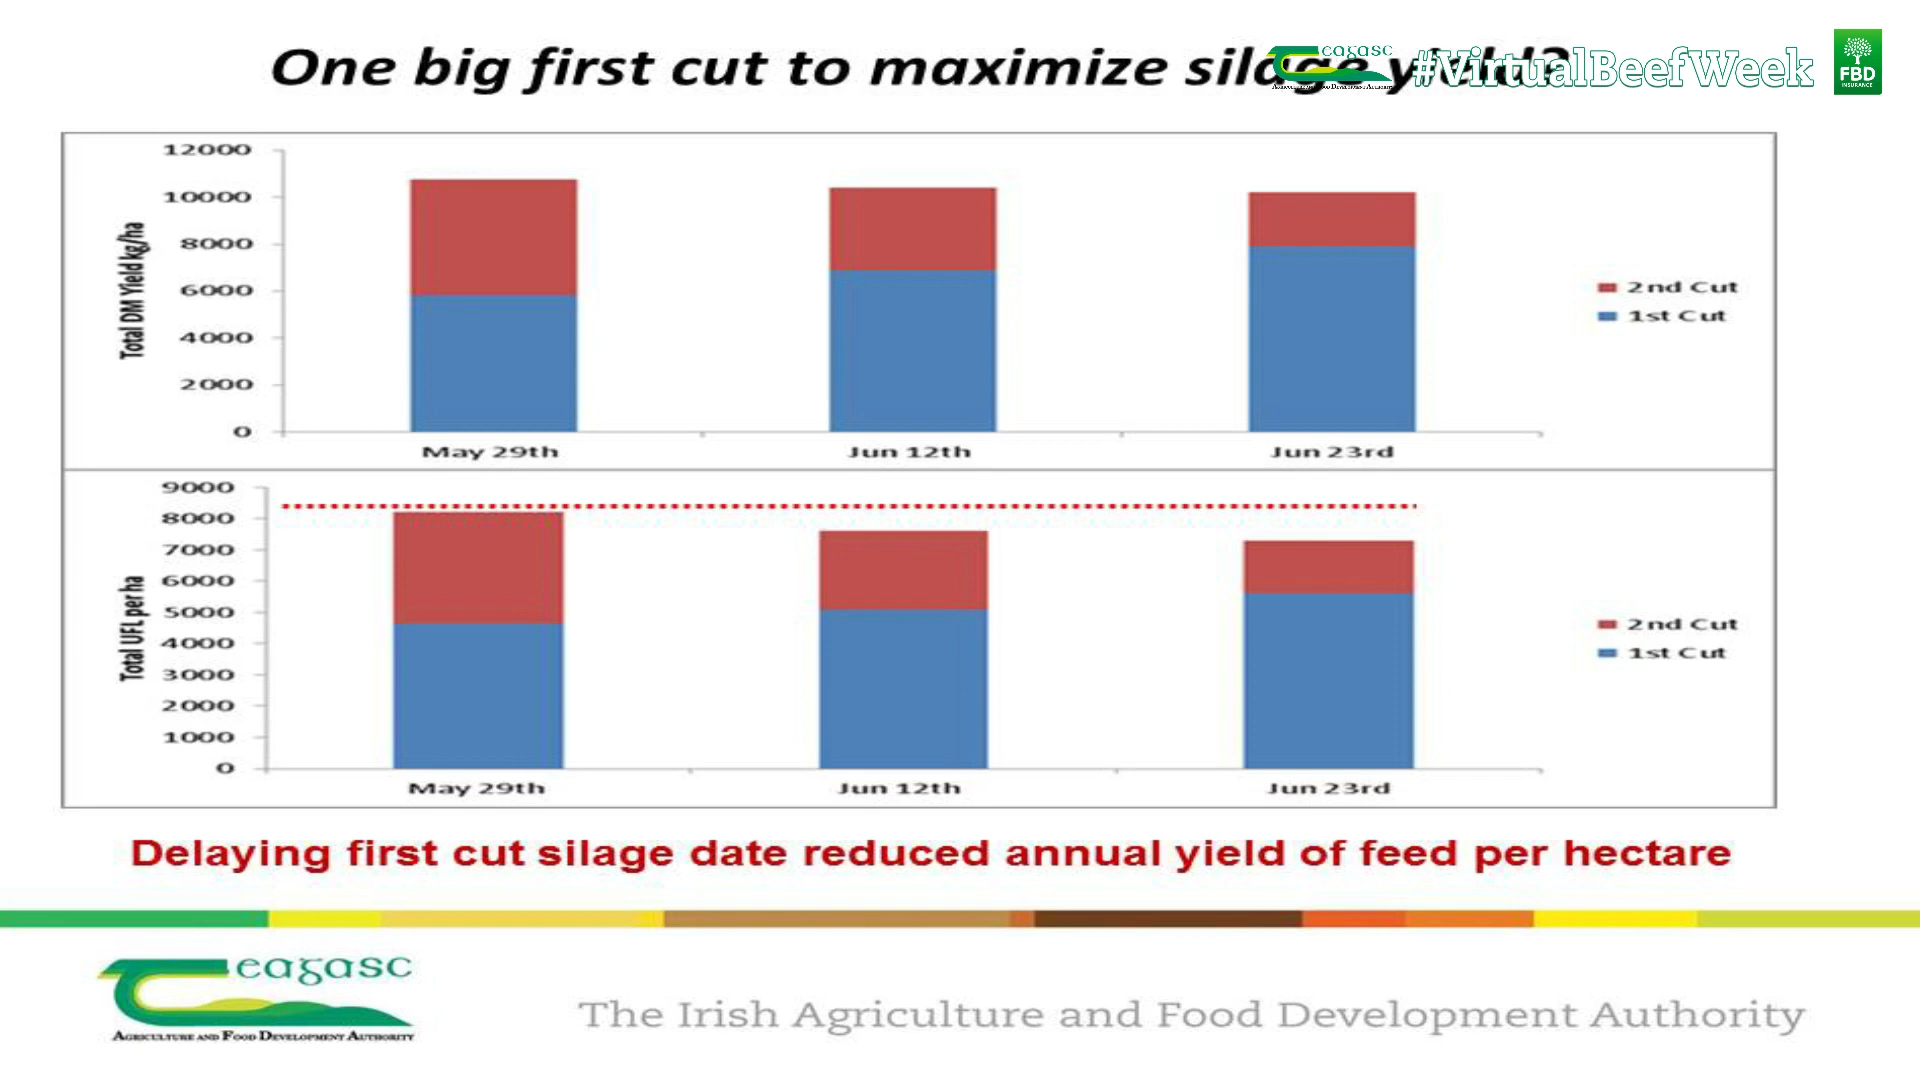 One big first cut to maximize silage yield?
Teagasc
#VirtualBeefWeek
FBD
INSURANCE
Total DM Yield kg/ha
12000
10000
8000
6000
4000
2000
0
May 29th Jun 12th Jun 23rd
2nd Cut
1st Cut
Total UFL per ha
9000
8000
7000
6000
5000
4000
3000
2000
1000
0
May 29th Jun 12th Jun 23rd
2nd Cut
1st Cut
Delaying first cut silage date reduced annual yield of feed per hectare
Teagasc
AGRICULTURE AND FOOD DEVELOPMENT AUTHORITY
The Irish Agriculture and Food Development Authority